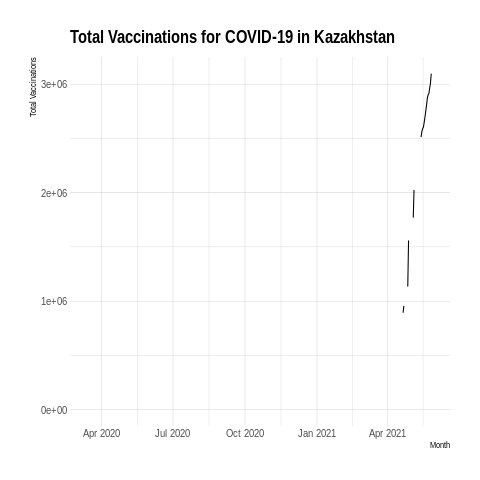 Total Vaccinations for COVID-19 in Kazakhstan
Total Vaccinations
3e+06
2e+06
1e+06
0e+00
Apr 2020 Jul 2020 Oct 2020 Jan 2021 Apr 2021
Month